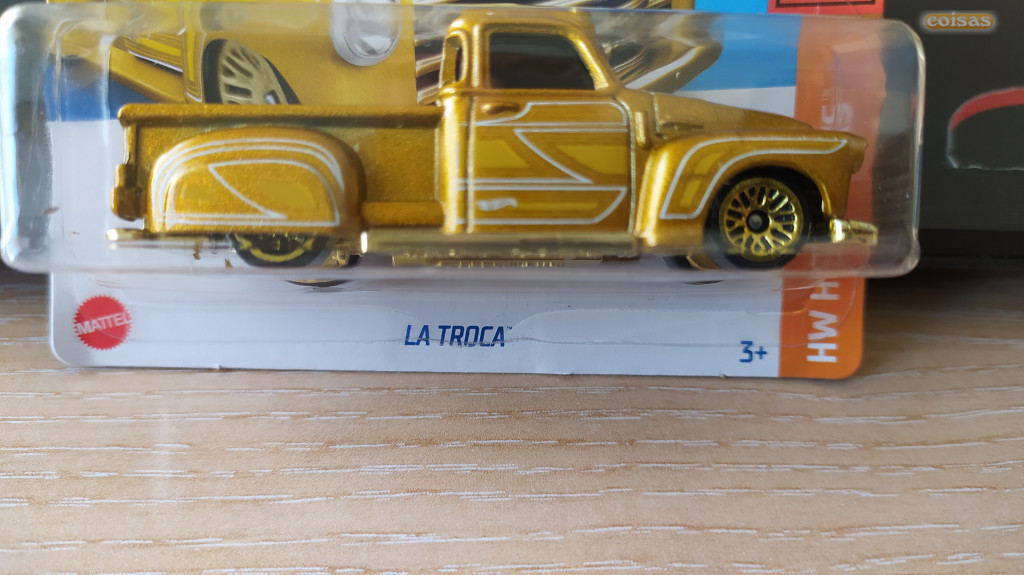 coisas
MATTEL
LA TROCA™
3+
HW H